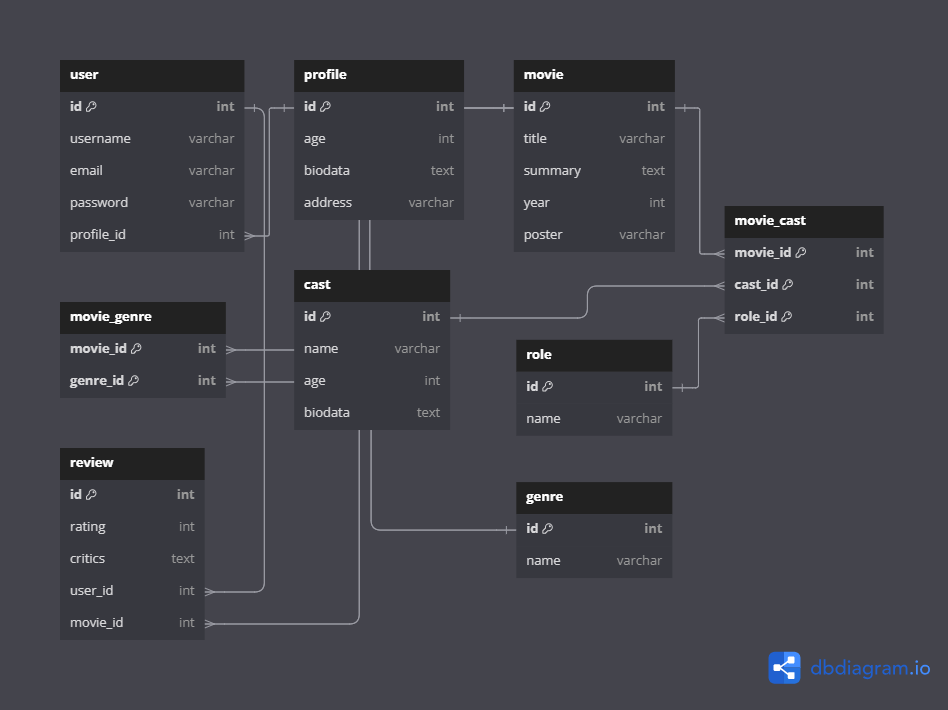 user
id int
username varchar
email varchar
password varchar
profile_id int
profile
id int
age int
biodata text
address varchar
movie
id int
title varchar
summary text
year int
poster varchar
movie_cast
movie_id int
cast_id int
role_id int
cast
id int
name varchar
age int
biodata text
movie_genre
movie_id int
genre_id int
role
id int
name varchar
review
id int
rating int
critics text
user_id int
movie_id int
genre
id int
name varchar
dbdiagram.io